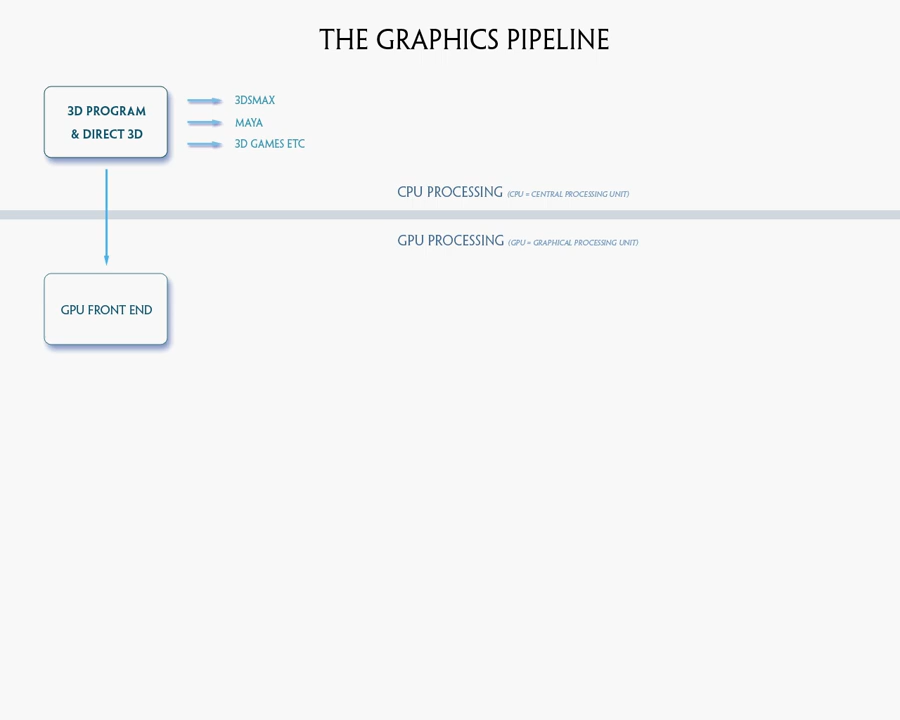 THE GRAPHICS PIPELINE
3D PROGRAM
& DIRECT 3D
3DSMAX
MAYA
3D GAMES ETC
CPU PROCESSING (CPU = CENTRAL PROCESSING UNIT)
GPU PROCESSING (GPU = GRAPHICAL PROCESSING UNIT)
GPU FRONT END